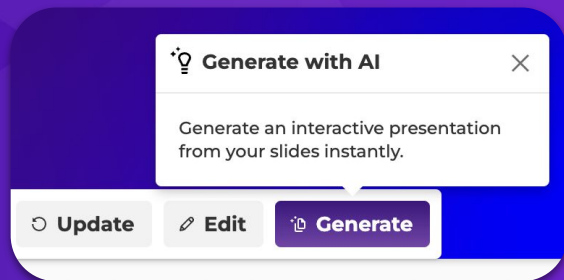 Generate with AI
Generate an interactive presentation
from your slides instantly.
Update Edit Generate